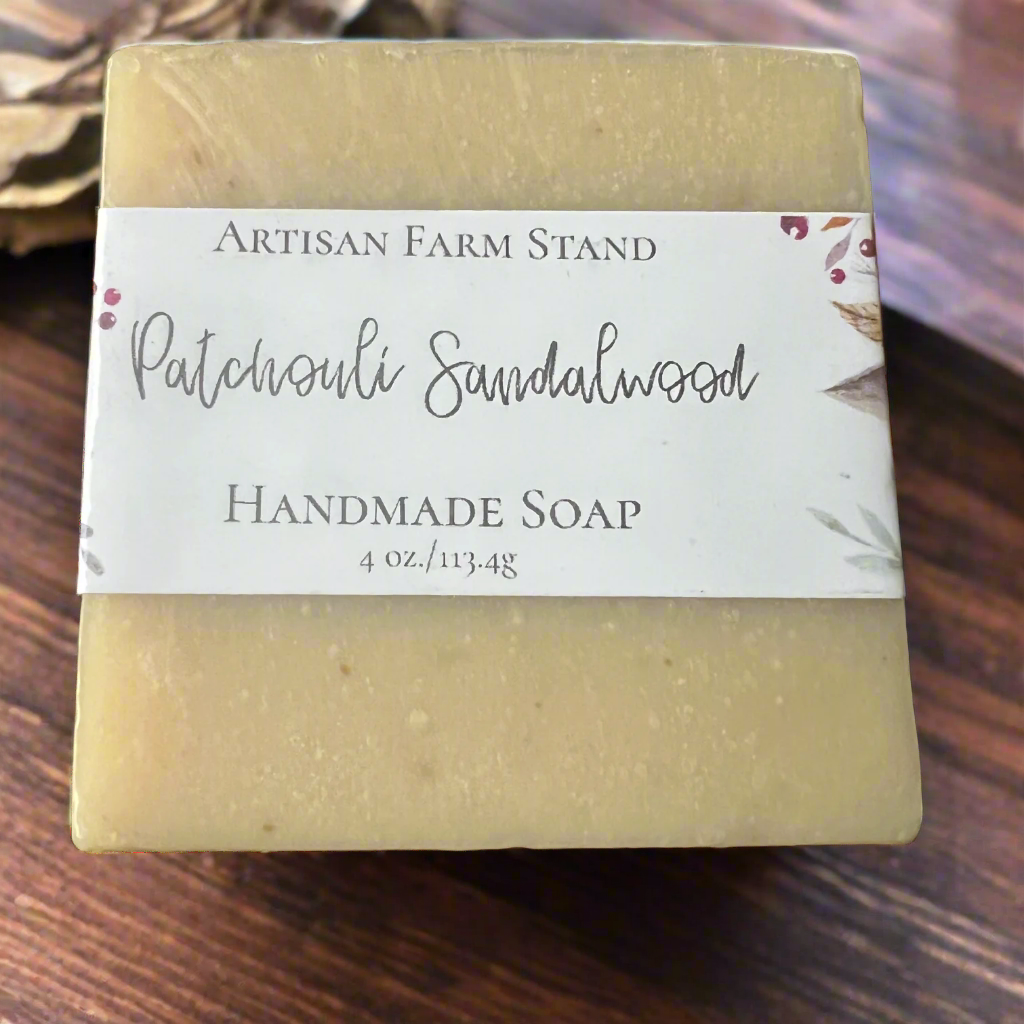 Artisan Farm Stand
Patchouli Sandalwood
Handmade Soap
4 oz./113.4g